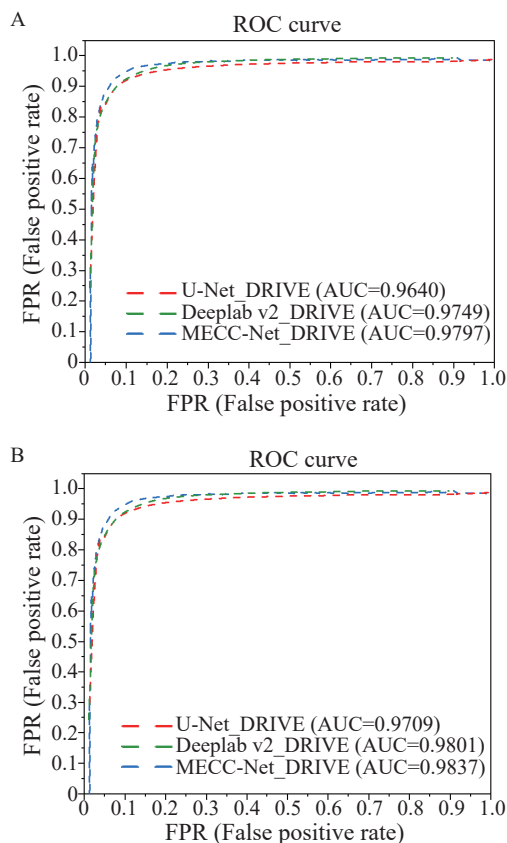 A
ROC curve
FPR (False positive rate)
1.0
0.9
0.8
0.7
0.6
0.5
0.4
0.3
0.2
0.1
0
U-Net_DRIVE (AUC=0.9640)
Deeplab v2_DRIVE (AUC=0.9749)
MECC-Net_DRIVE (AUC=0.9797)
0 0.1 0.2 0.3 0.4 0.5 0.6 0.7 0.8 0.9 1.0
FPR (False positive rate)
B
ROC curve
FPR (False positive rate)
1.0
0.9
0.8
0.7
0.6
0.5
0.4
0.3
0.2
0.1
0
U-Net_DRIVE (AUC=0.9709)
Deeplab v2_DRIVE (AUC=0.9801)
MECC-Net_DRIVE (AUC=0.9837)
0 0.1 0.2 0.3 0.4 0.5 0.6 0.7 0.8 0.9 1.0
FPR (False positive rate)